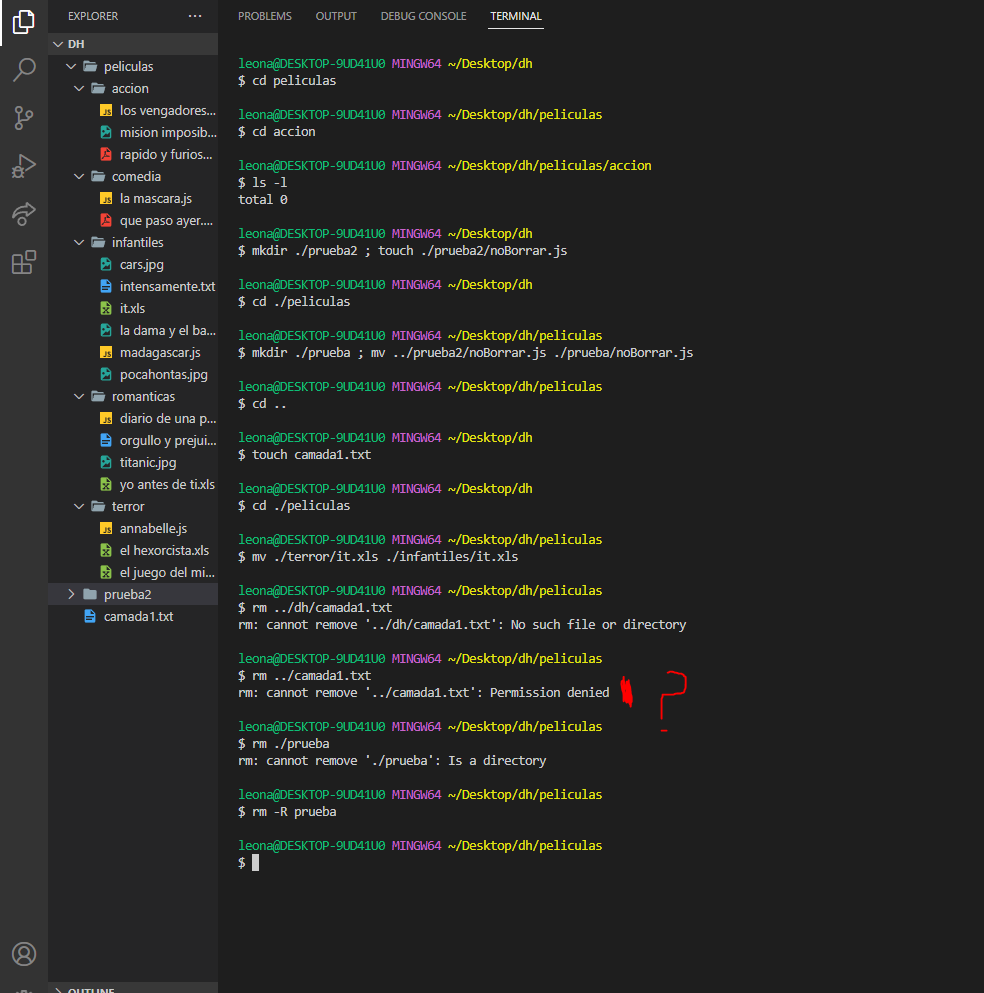 EXPLORER ...
DH
peliculas
accion
los vengadores...
mision imposib...
rapido y furios...
comedia
la mascara.js
que paso ayer....
infantiles
cars.jpg
intensamente.txt
it.xls
la dama y el ba...
madagascar.js
pocahontas.jpg
romanticas
diario de una p...
orgullo y prejui...
titanic.jpg
yo antes de ti.xls
terror
annabelle.js
el hexorcista.xls
el juego del mi...
prueba2
camada1.txt
OUTLINE
PROBLEMS OUTPUT DEBUG CONSOLE TERMINAL
leona@DESKTOP-9UD41U0 MINGW64 ~/Desktop/dh
$ cd peliculas
leona@DESKTOP-9UD41U0 MINGW64 ~/Desktop/dh/peliculas
$ cd accion
leona@DESKTOP-9UD41U0 MINGW64 ~/Desktop/dh/peliculas/accion
$ ls -l
total 0
leona@DESKTOP-9UD41U0 MINGW64 ~/Desktop/dh
$ mkdir ./prueba2 ; touch ./prueba2/noBorrar.js
leona@DESKTOP-9UD41U0 MINGW64 ~/Desktop/dh
$ cd ./peliculas
leona@DESKTOP-9UD41U0 MINGW64 ~/Desktop/dh/peliculas
$ mkdir ./prueba ; mv ../prueba2/noBorrar.js ./prueba/noBorrar.js
leona@DESKTOP-9UD41U0 MINGW64 ~/Desktop/dh/peliculas
$ cd ..
leona@DESKTOP-9UD41U0 MINGW64 ~/Desktop/dh
$ touch camada1.txt
leona@DESKTOP-9UD41U0 MINGW64 ~/Desktop/dh
$ cd ./peliculas
leona@DESKTOP-9UD41U0 MINGW64 ~/Desktop/dh/peliculas
$ mv ./terror/it.xls ./infantiles/it.xls
leona@DESKTOP-9UD41U0 MINGW64 ~/Desktop/dh/peliculas
$ rm ../dh/camada1.txt
rm: cannot remove '../dh/camada1.txt': No such file or directory
leona@DESKTOP-9UD41U0 MINGW64 ~/Desktop/dh/peliculas
$ rm ../camada1.txt
rm: cannot remove '../camada1.txt': Permission denied ?
leona@DESKTOP-9UD41U0 MINGW64 ~/Desktop/dh/peliculas
$ rm ./prueba
rm: cannot remove './prueba': Is a directory
leona@DESKTOP-9UD41U0 MINGW64 ~/Desktop/dh/peliculas
$ rm -R prueba
leona@DESKTOP-9UD41U0 MINGW64 ~/Desktop/dh/peliculas
$